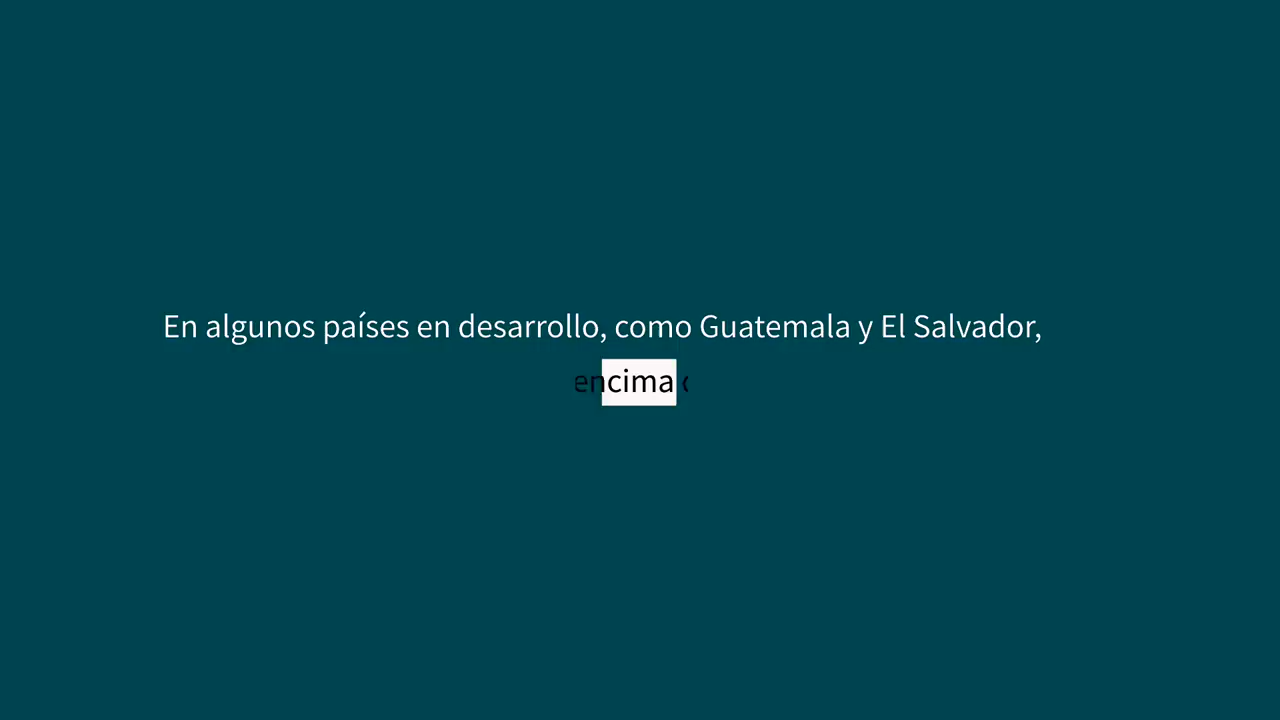 En algunos países en desarrollo, como Guatemala y El Salvador,
encima